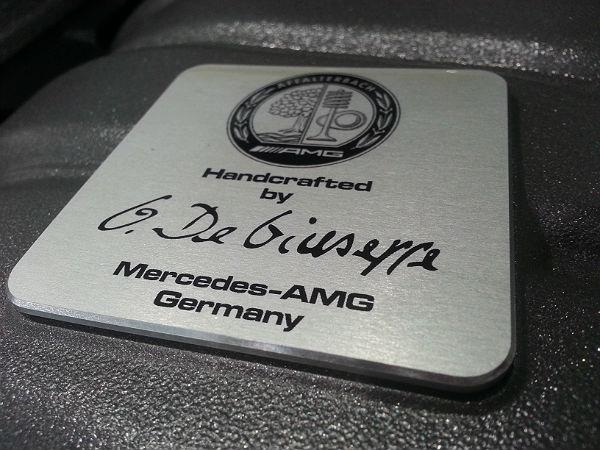 AFFALTERBACH
AMG
Handcrafted
by
G. De Giuseppe
Mercedes-AMG
Germany